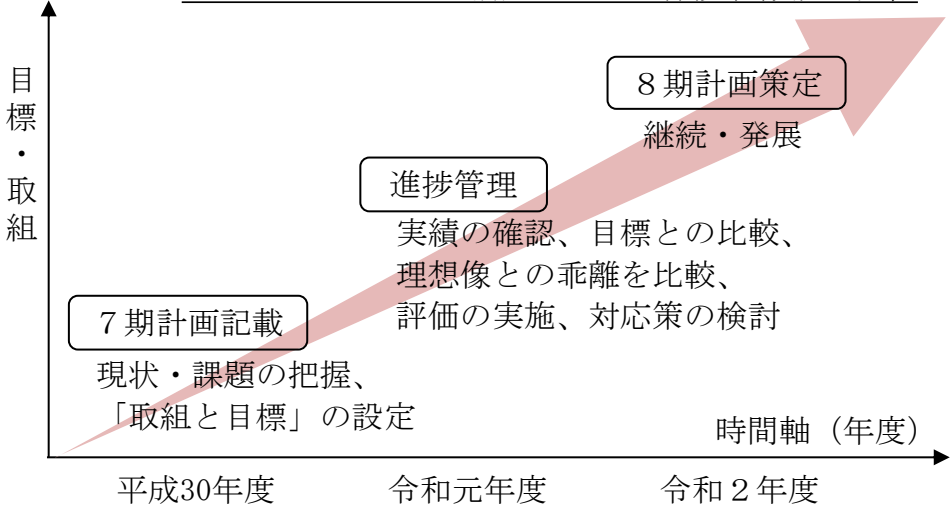 目標・取組
８期計画策定
継続・発展
進捗管理
実績の確認、目標との比較、
理想像との乖離を比較、
評価の実施、対応策の検討
７期計画記載
現状・課題の把握、
「取組と目標」の設定
時間軸（年度）
平成30年度
令和元年度
令和２年度